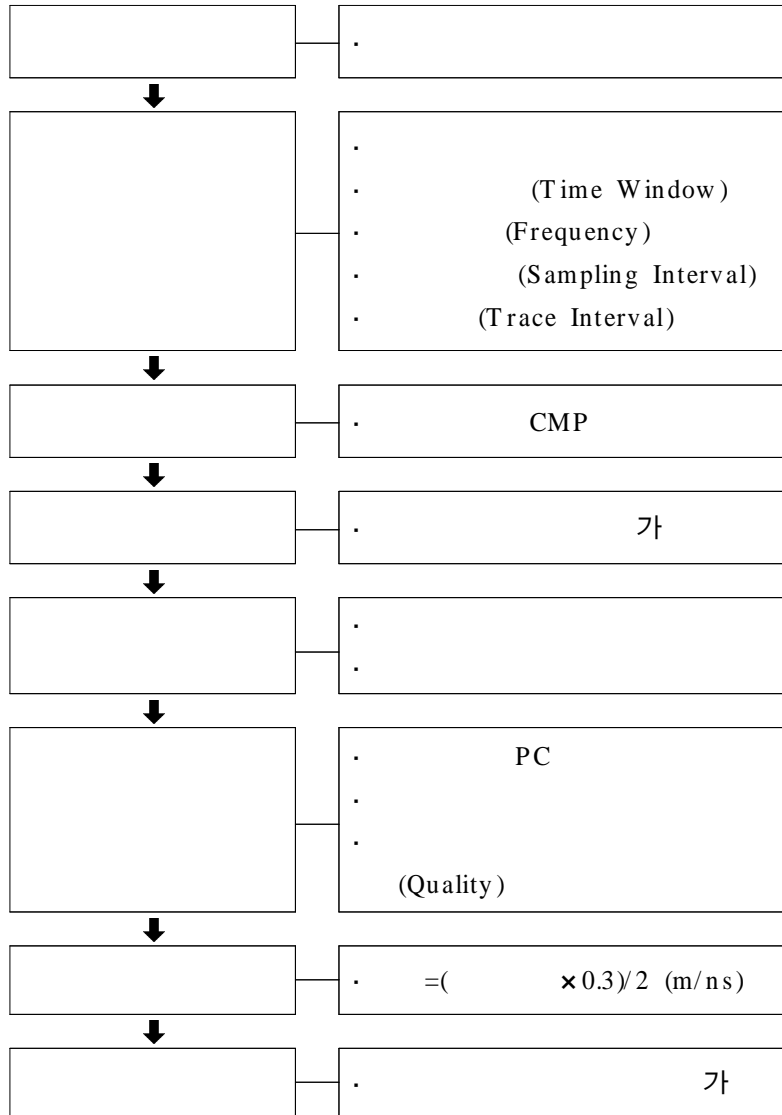 ·
·
· (Time Window)
· (Frequency)
· (Sampling Interval)
· (Trace Interval)
· CMP
· 가
·
·
· PC
·
·
(Quality)
· =( ×0.3)/2 (m/ns)
· 가